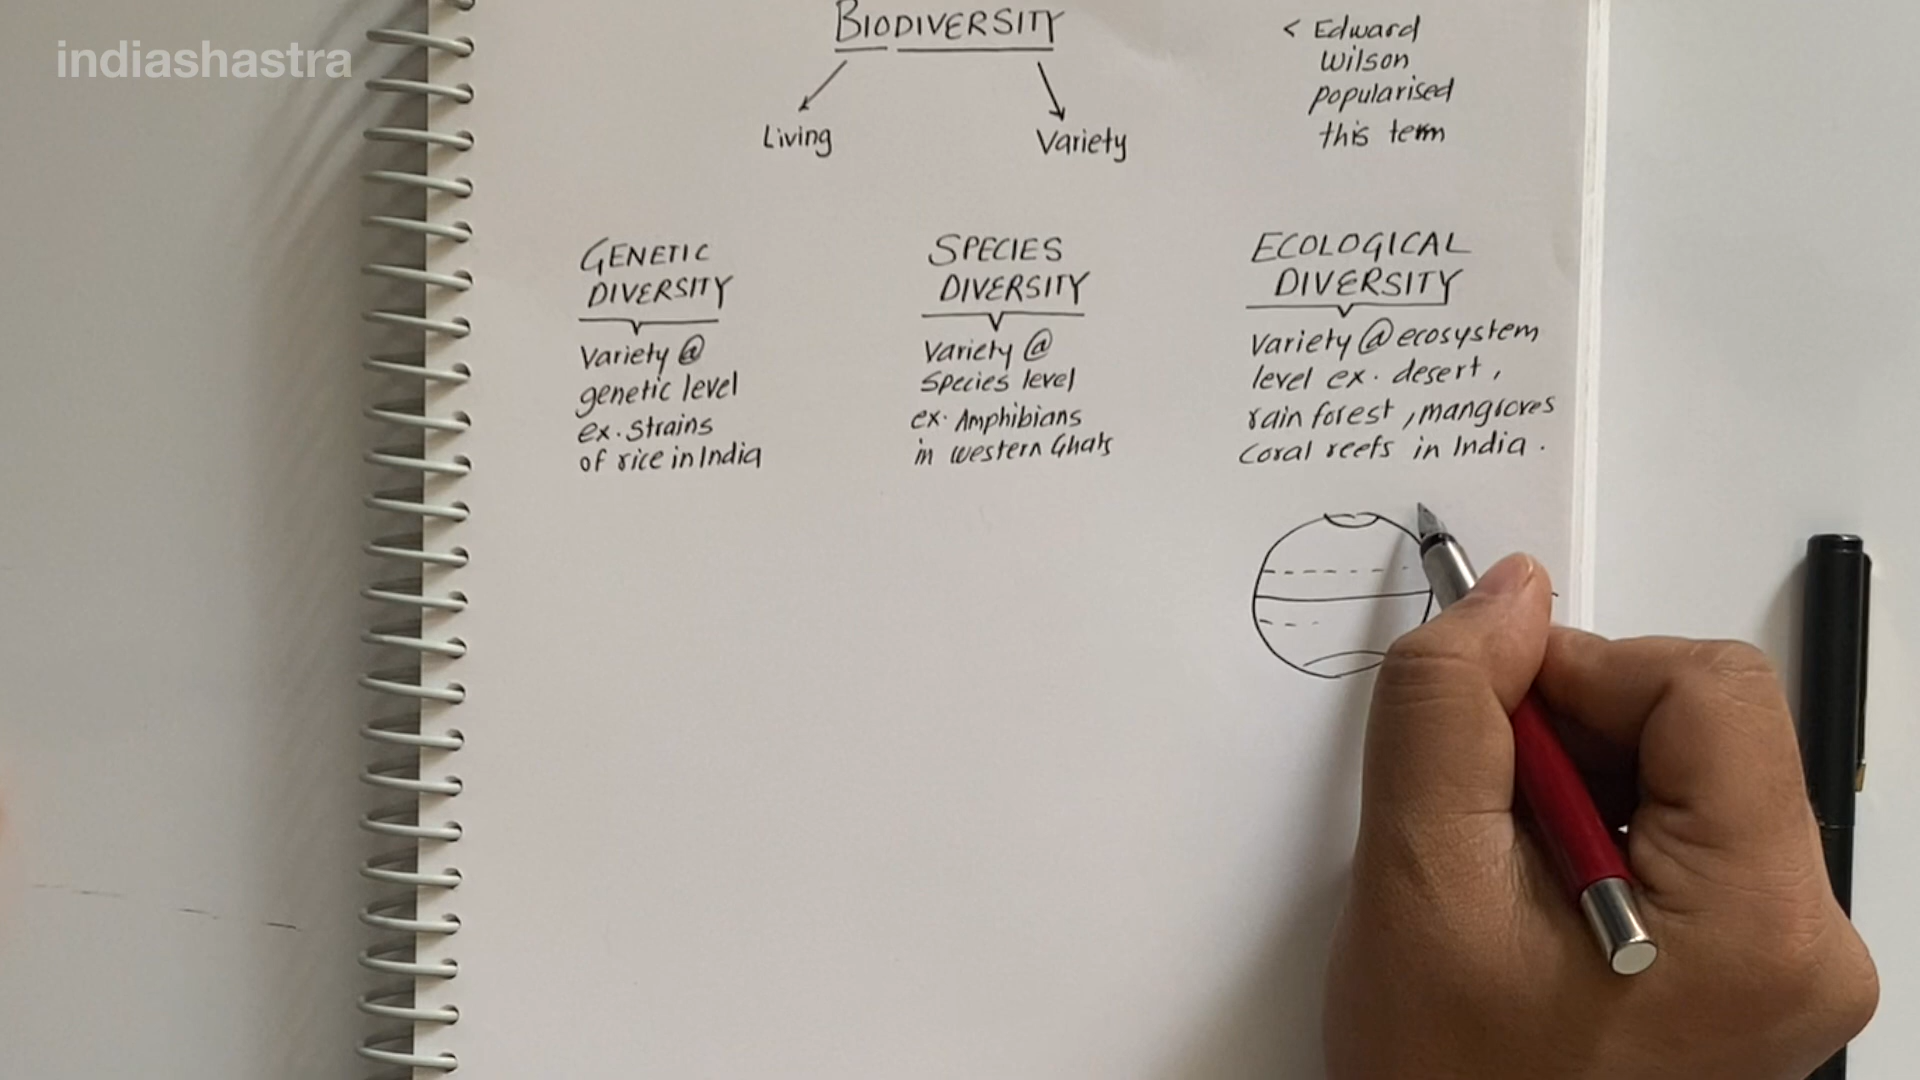 indiashastra
BIODIVERSITY
Living
Variety
< Edward
Wilson
popularised
this term
GENETIC
DIVERSITY
Variety @
genetic level
ex. strains
of rice in India
SPECIES
DIVERSITY
Variety @
Species level
ex. Amphibians
in western Ghats
ECOLOGICAL
DIVERSITY
Variety @ ecosystem
level ex. desert,
rain forest, mangroves
Coral reefs in India.